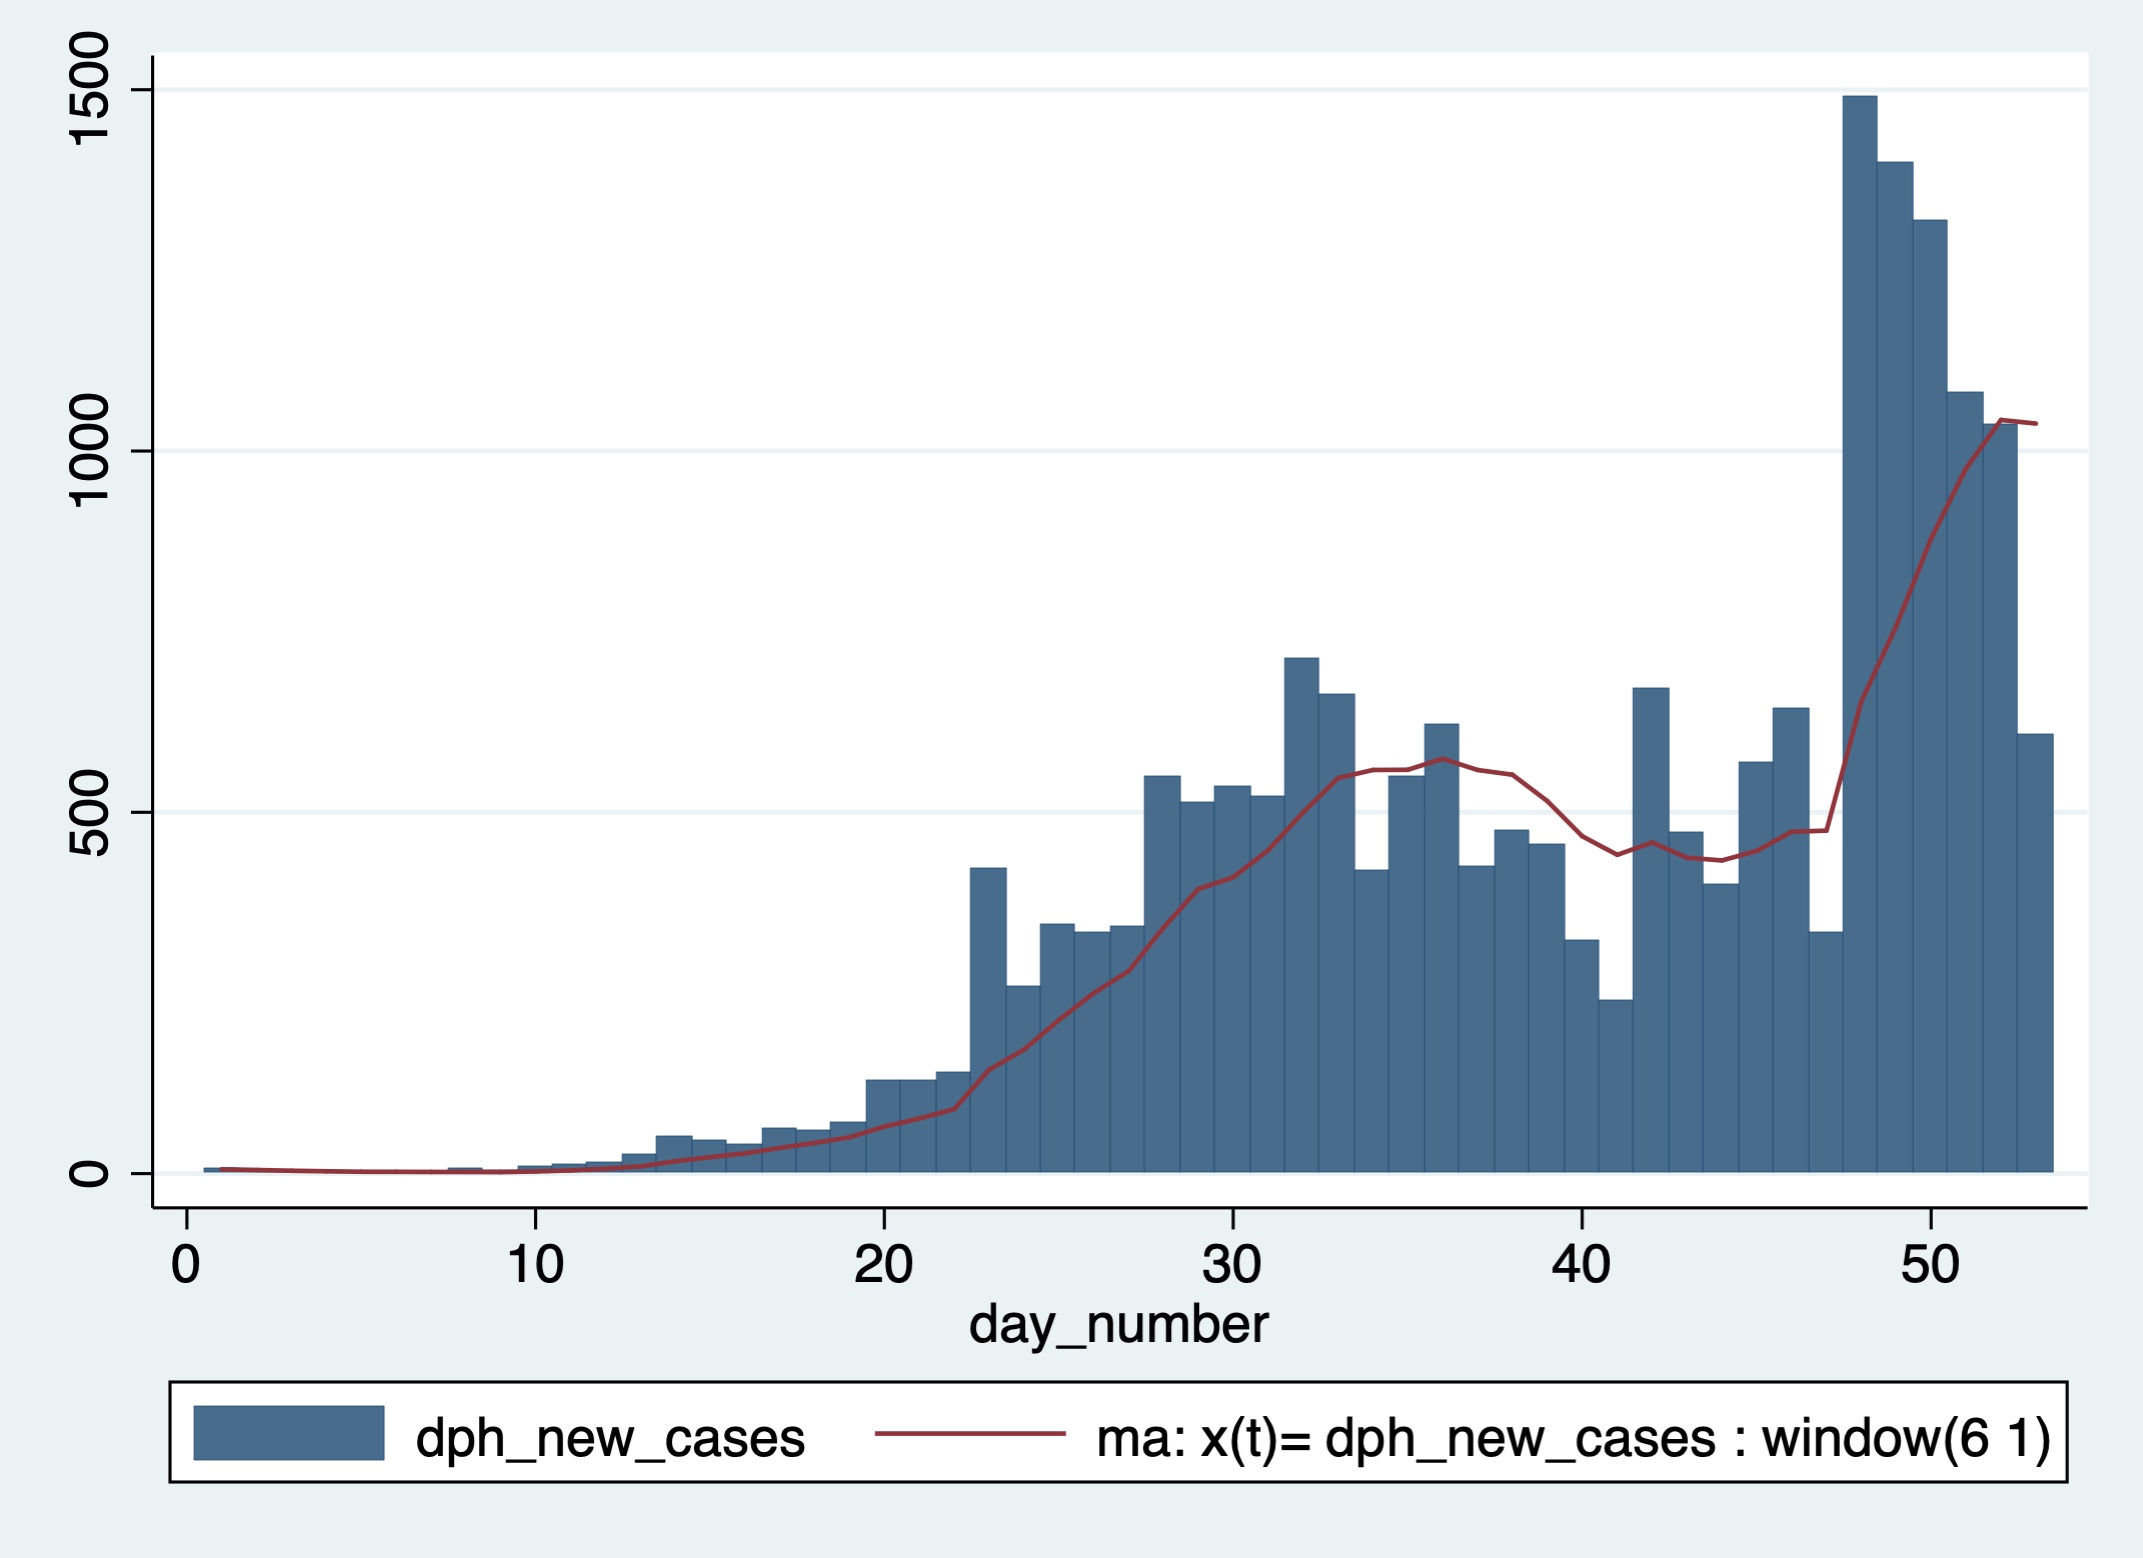 1500
1000
500
0
0 10 20 30 40 50
day_number
dph_new_cases ma: x(t)= dph_new_cases : window(6 1)